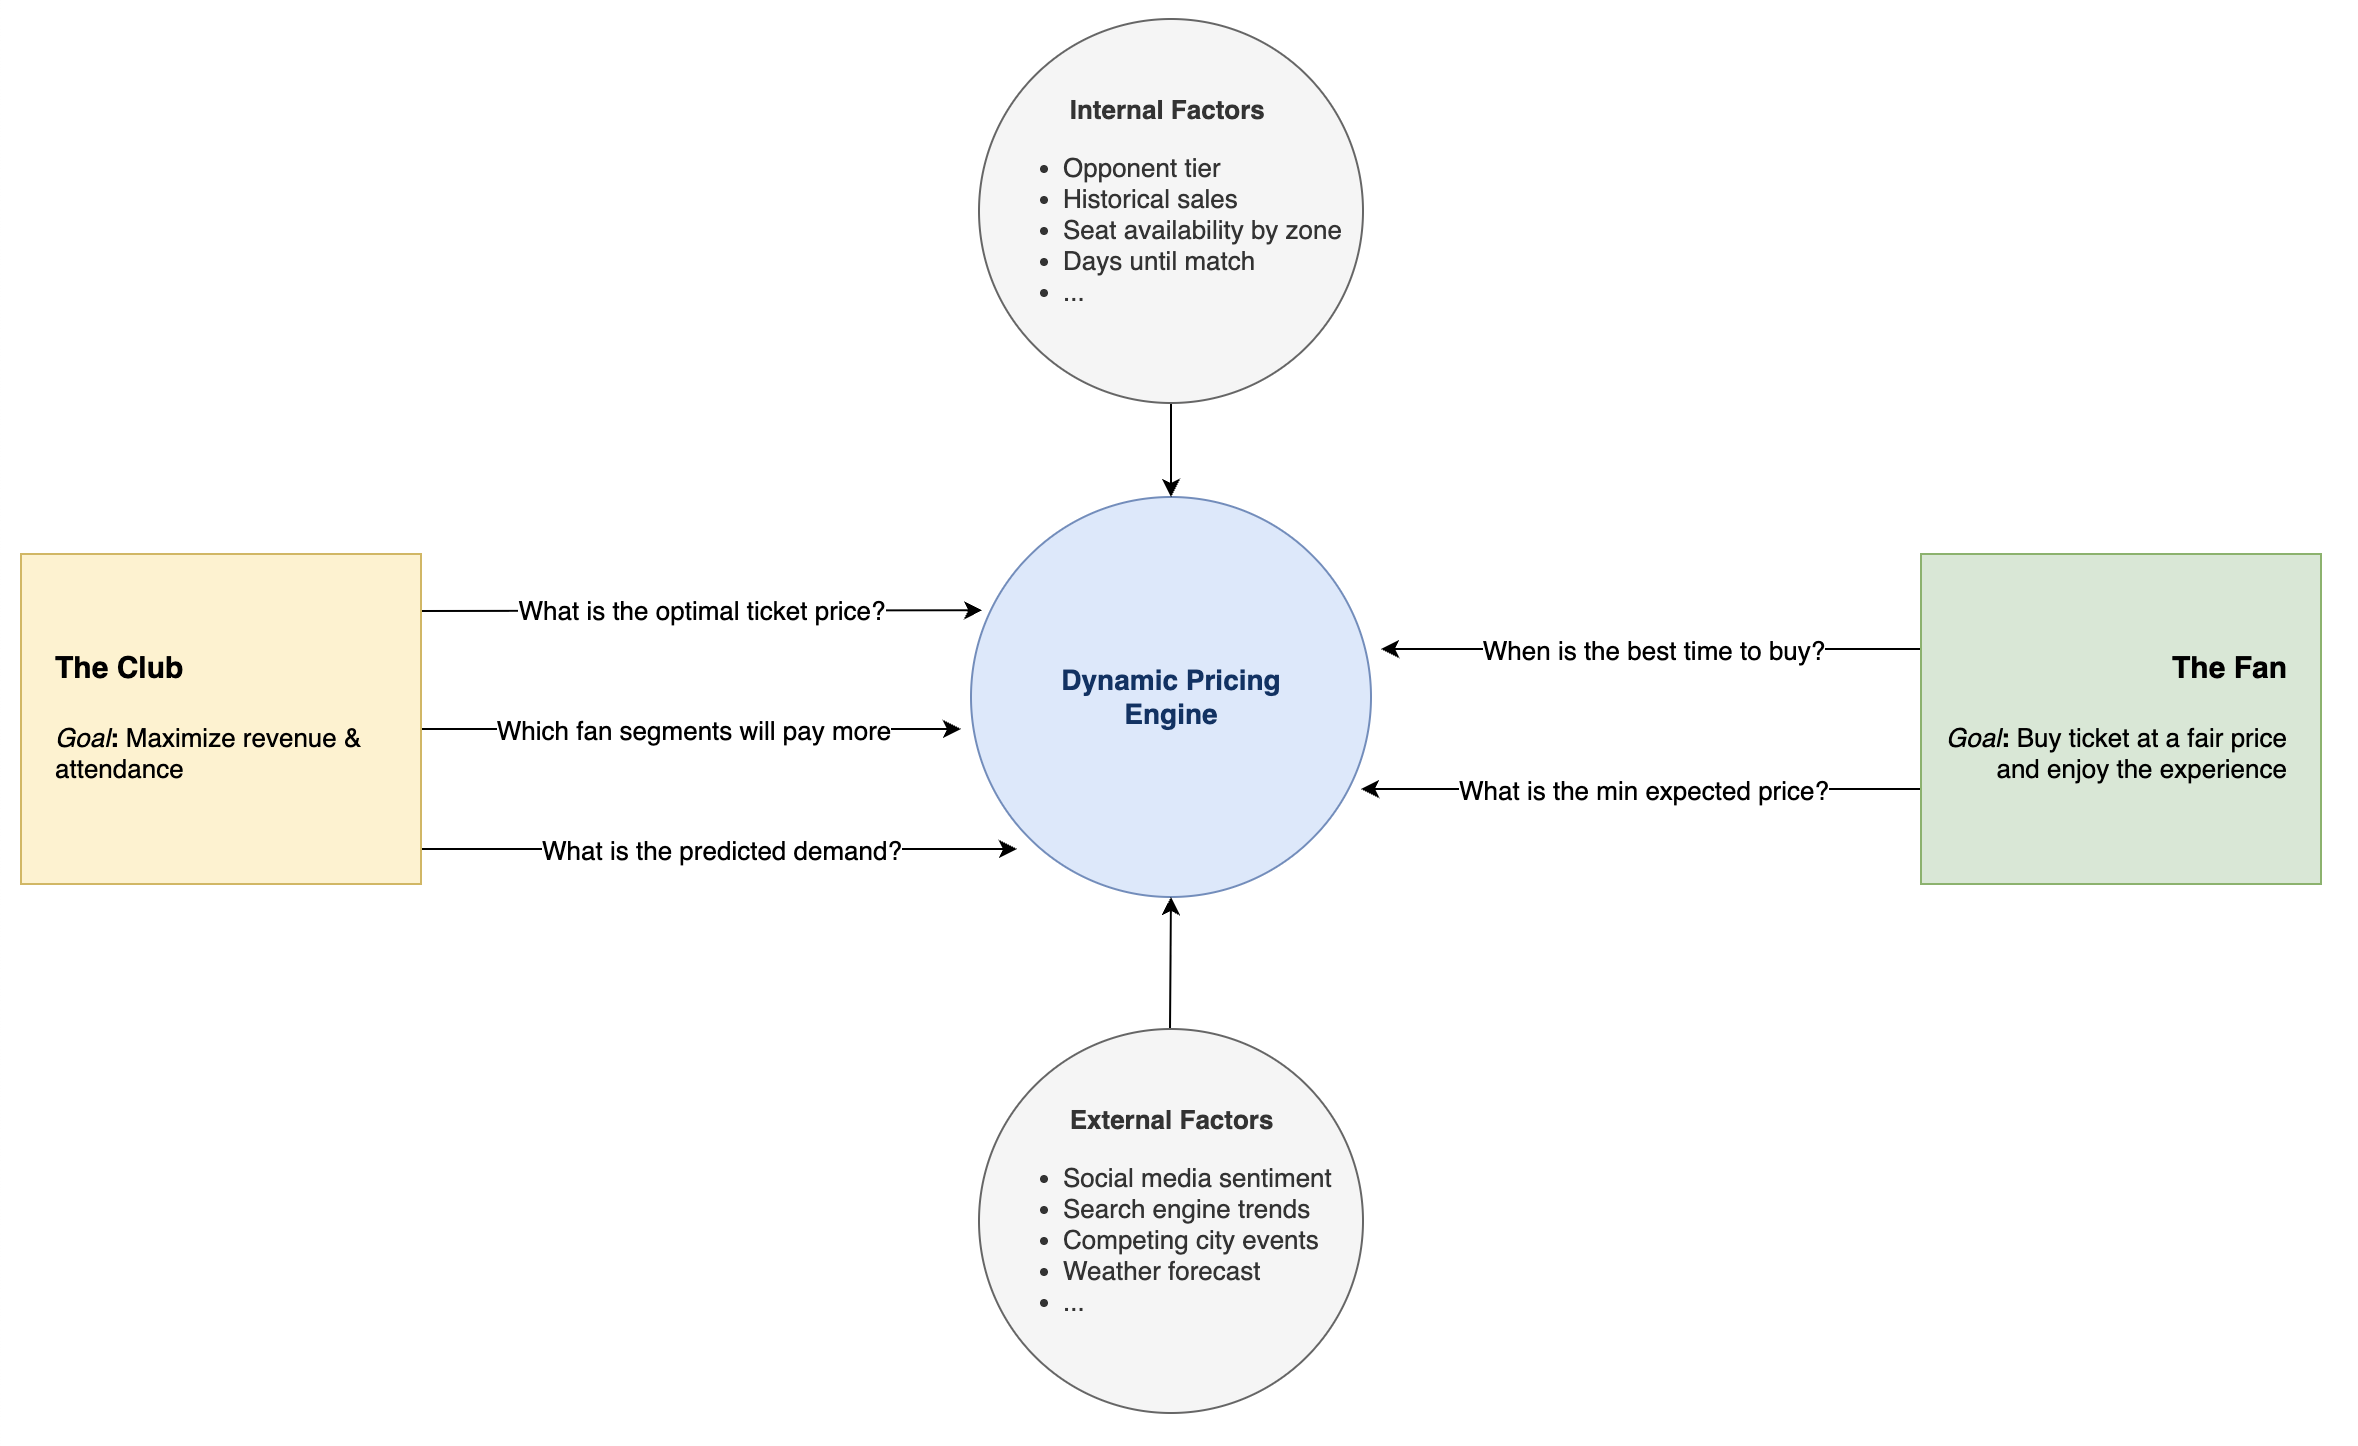 Internal Factors
• Opponent tier
• Historical sales
• Seat availability by zone
• Days until match
• ...
The Club
Goal: Maximize revenue &
attendance
What is the optimal ticket price?
Which fan segments will pay more
What is the predicted demand?
Dynamic Pricing
Engine
When is the best time to buy?
What is the min expected price?
The Fan
Goal: Buy ticket at a fair price
and enjoy the experience
External Factors
• Social media sentiment
• Search engine trends
• Competing city events
• Weather forecast
• ...